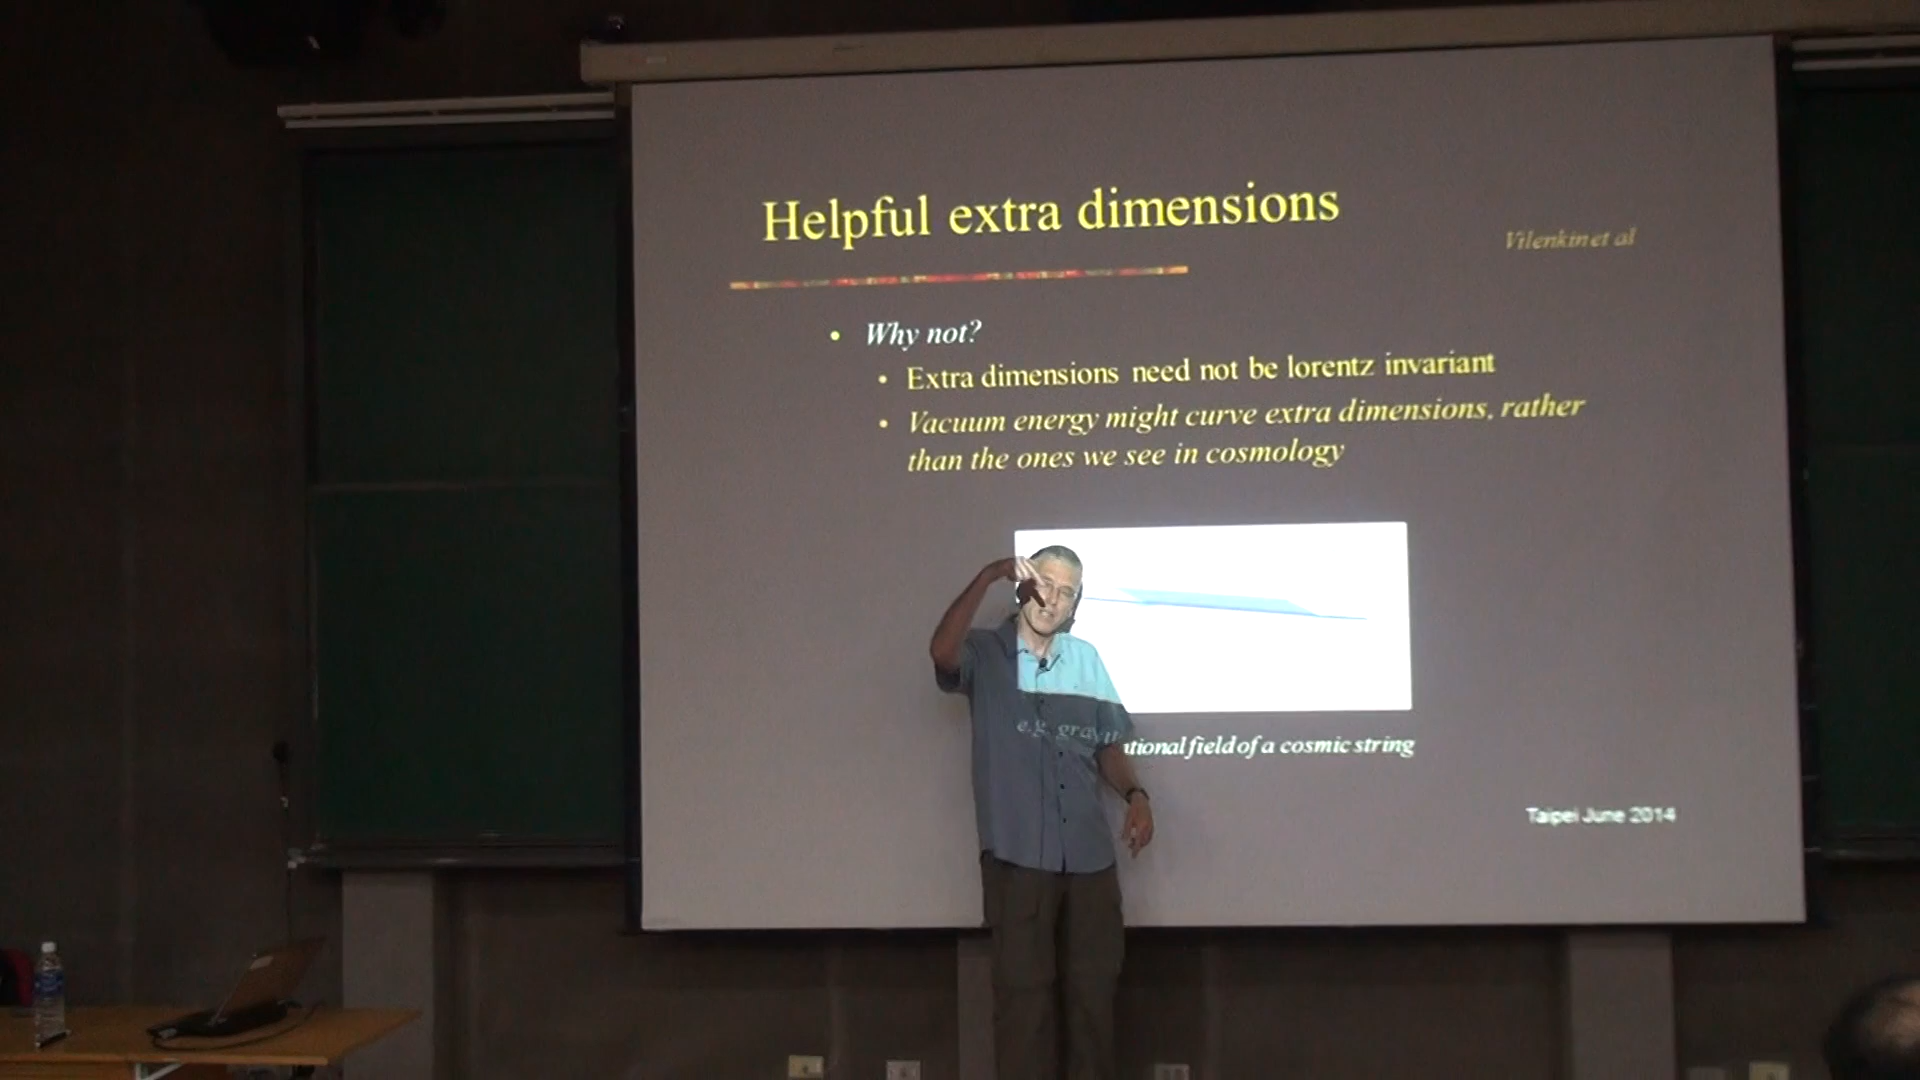 Helpful extra dimensions
Vilenkin et al
• Why not?
• Extra dimensions need not be lorentz invariant
• Vacuum energy might curve extra dimensions, rather
than the ones we see in cosmology
e.g. gravitational field of a cosmic string
Taipei June 2014